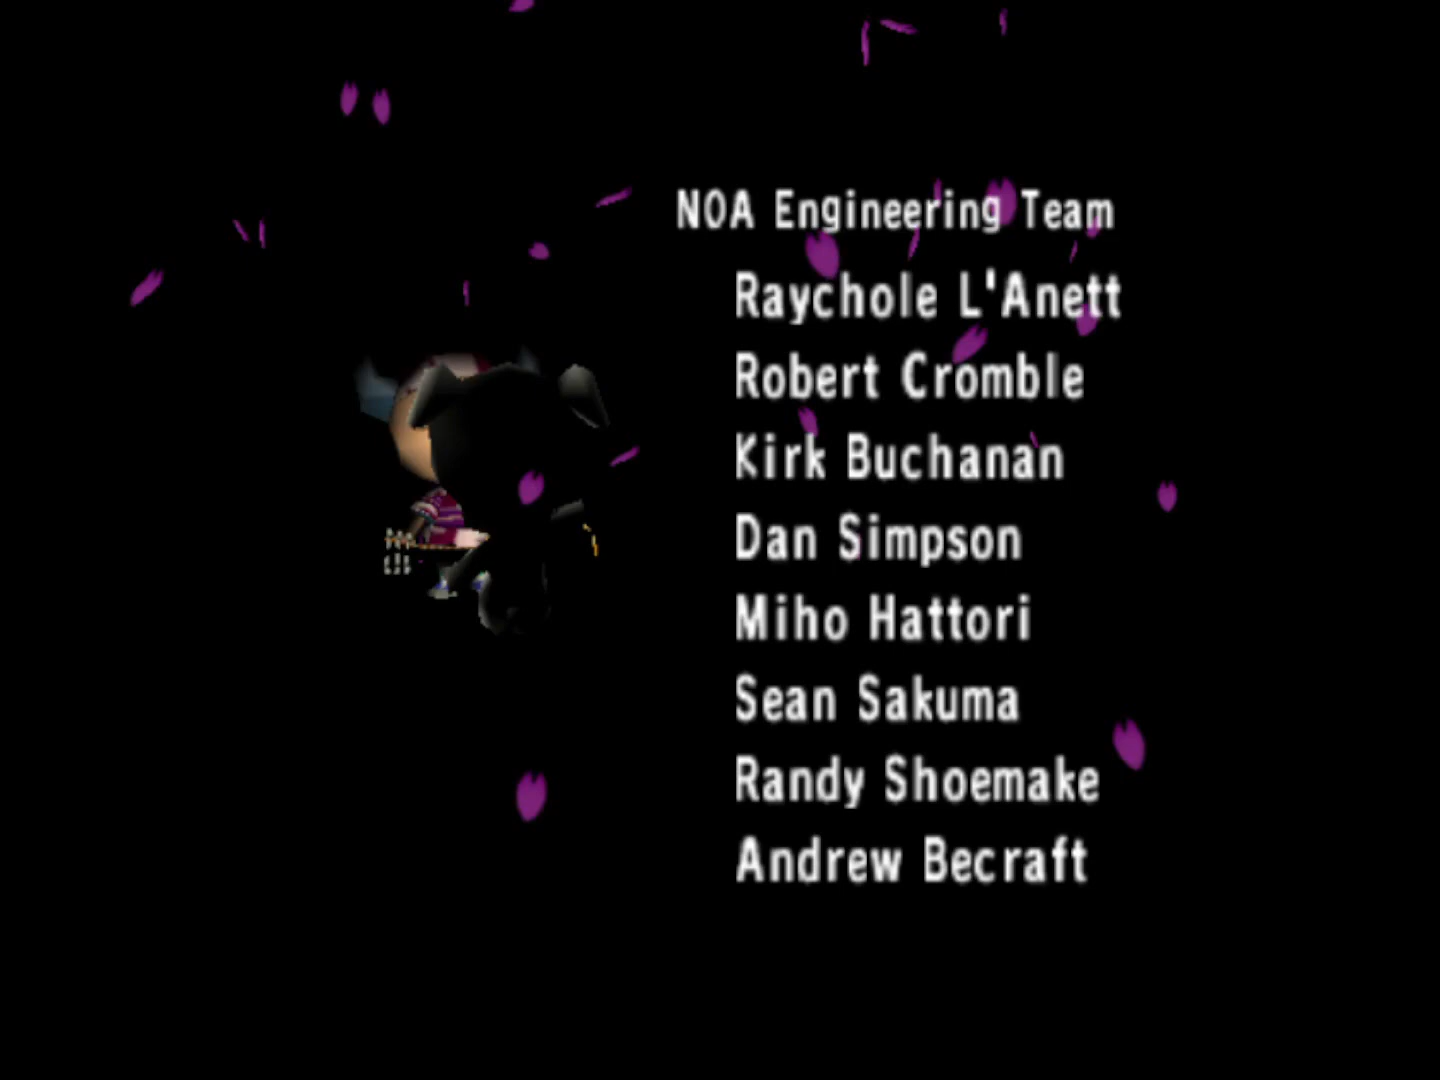 NOA Engineering Team
Raychole L'Anett
Robert Cromble
Kirk Buchanan
Dan Simpson
Miho Hattori
Sean Sakuma
Randy Shoemake
Andrew Becraft